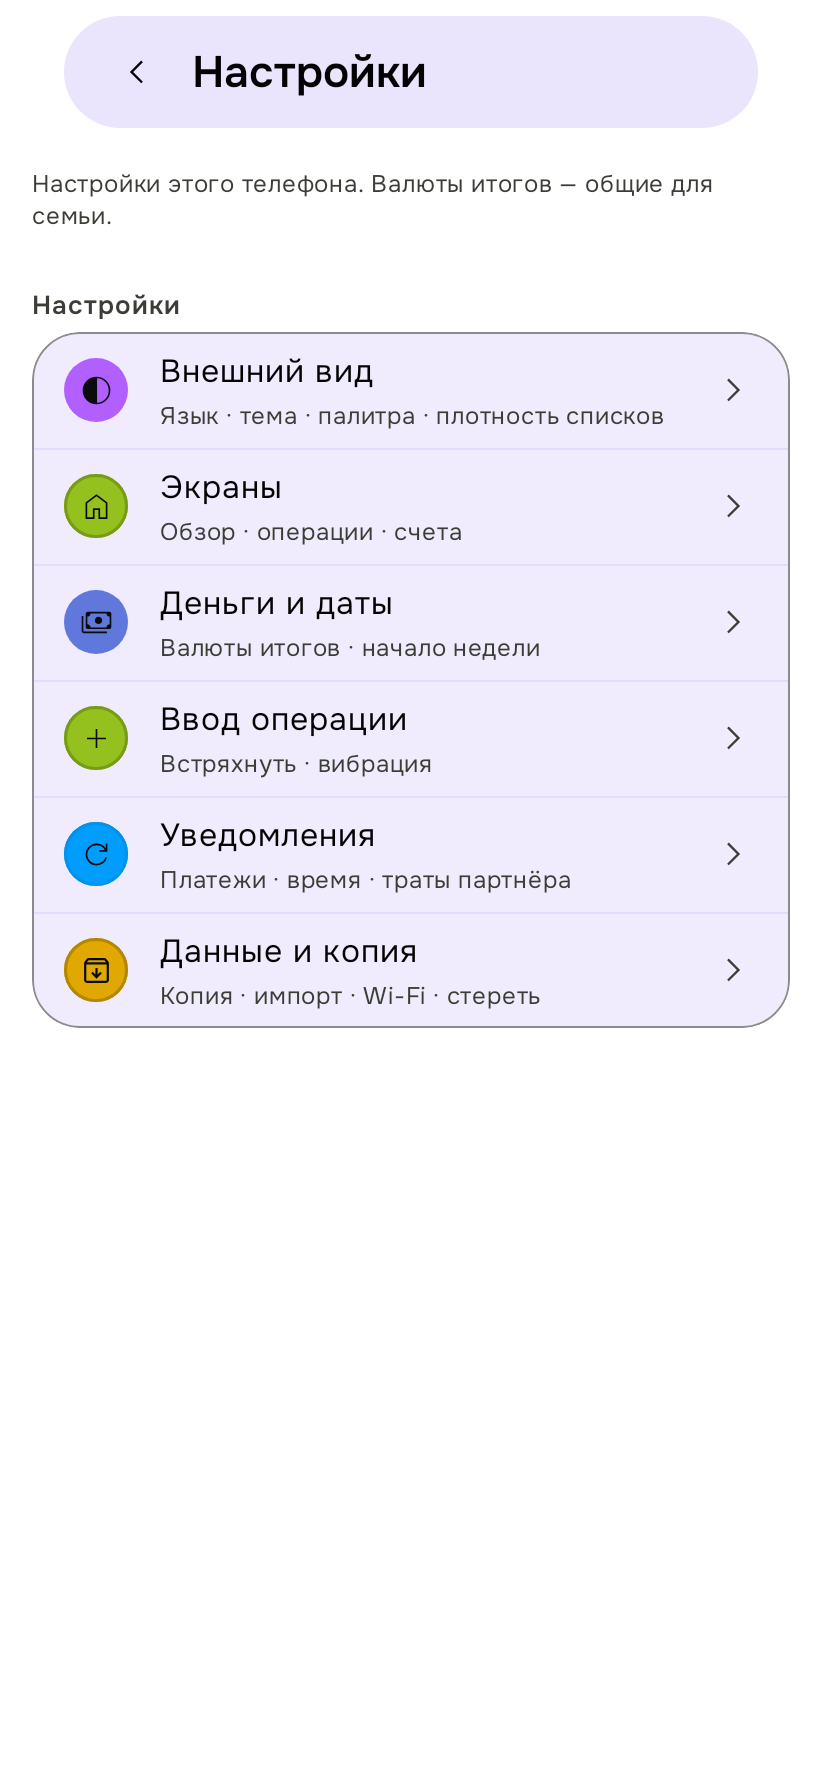 Настройки
Настройки этого телефона. Валюты итогов — общие для
семьи.
Настройки
Внешний вид
Язык · тема · палитра · плотность списков
Экраны
Обзор · операции · счета
Деньги и даты
Валюты итогов · начало недели
Ввод операции
Встряхнуть · вибрация
Уведомления
Платежи · время · траты партнёра
Данные и копия
Копия · импорт · Wi-Fi · стереть